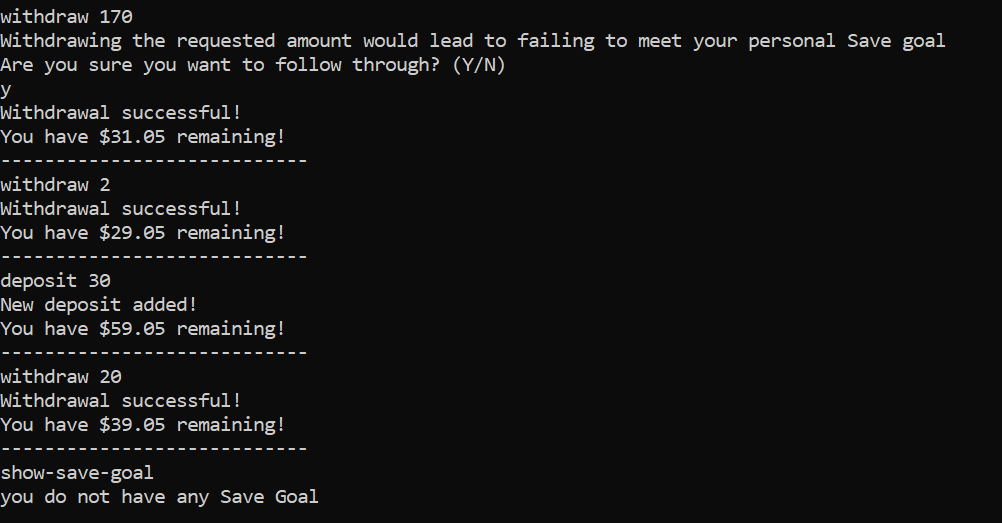 withdraw 170
Withdrawing the requested amount would lead to failing to meet your personal Save goal
Are you sure you want to follow through? (Y/N)
y
Withdrawal successful!
You have $31.05 remaining!
----------------------------
withdraw 2
Withdrawal successful!
You have $29.05 remaining!
----------------------------
deposit 30
New deposit added!
You have $59.05 remaining!
----------------------------
withdraw 20
Withdrawal successful!
You have $39.05 remaining!
----------------------------
show-save-goal
you do not have any Save Goal